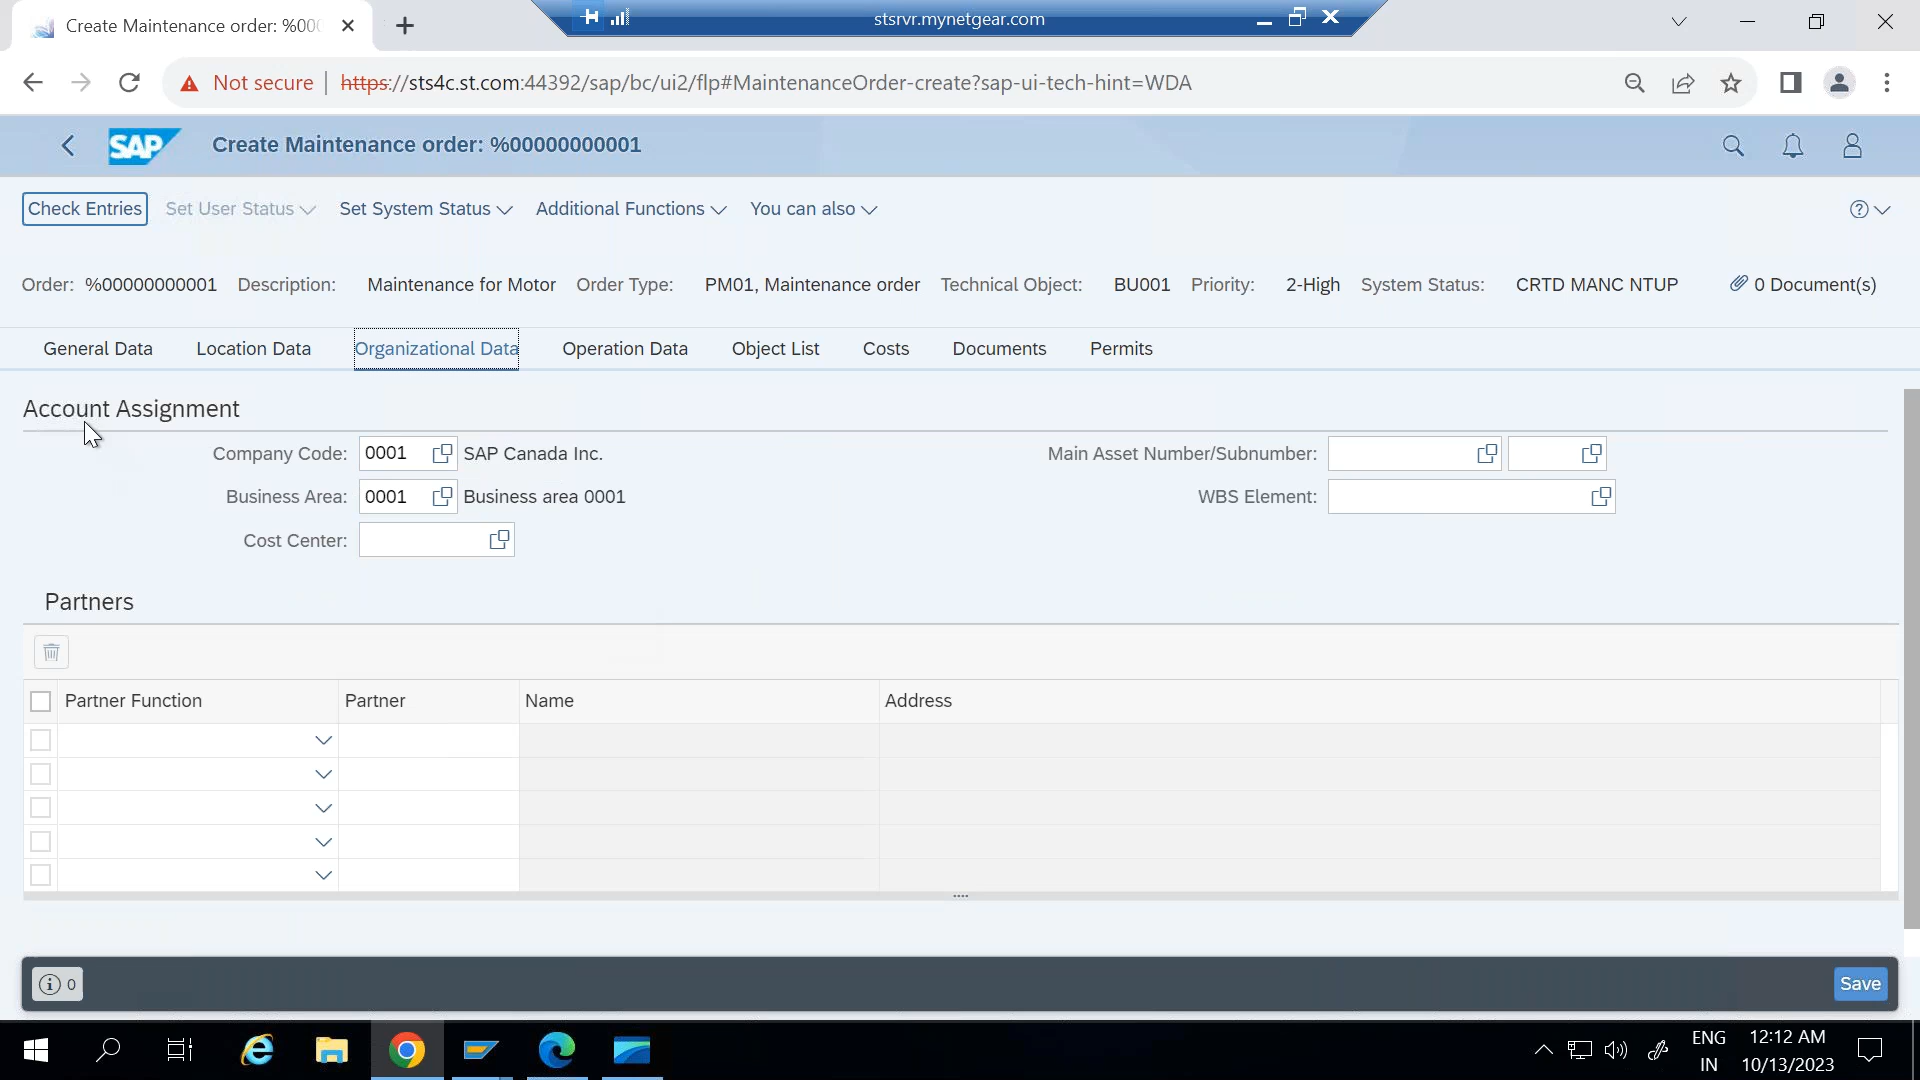 Create Maintenance order: %000
stsrvr.mynetgear.com
Not secure
https://sts4c.st.com:44392/sap/bc/ui2/flp#MaintenanceOrder-create?sap-ui-tech-hint=WDA
SAP
Create Maintenance order: %00000000001
Check Entries Set User Status Set System Status Additional Functions You can also
Order: %00000000001 Description: Maintenance for Motor Order Type: PM01, Maintenance order Technical Object: BU001 Priority: 2-High System Status: CRTD MANC NTUP 0 Document(s)
General Data Location Data Organizational Data Operation Data Object List Costs Documents Permits
Account Assignment
Company Code: 0001 SAP Canada Inc. Main Asset Number/Subnumber:
Business Area: 0001 Business area 0001 WBS Element:
Cost Center:
Partners
Partner Function Partner Name Address
0 Save
ENG 12:12 AM
IN 10/13/2023